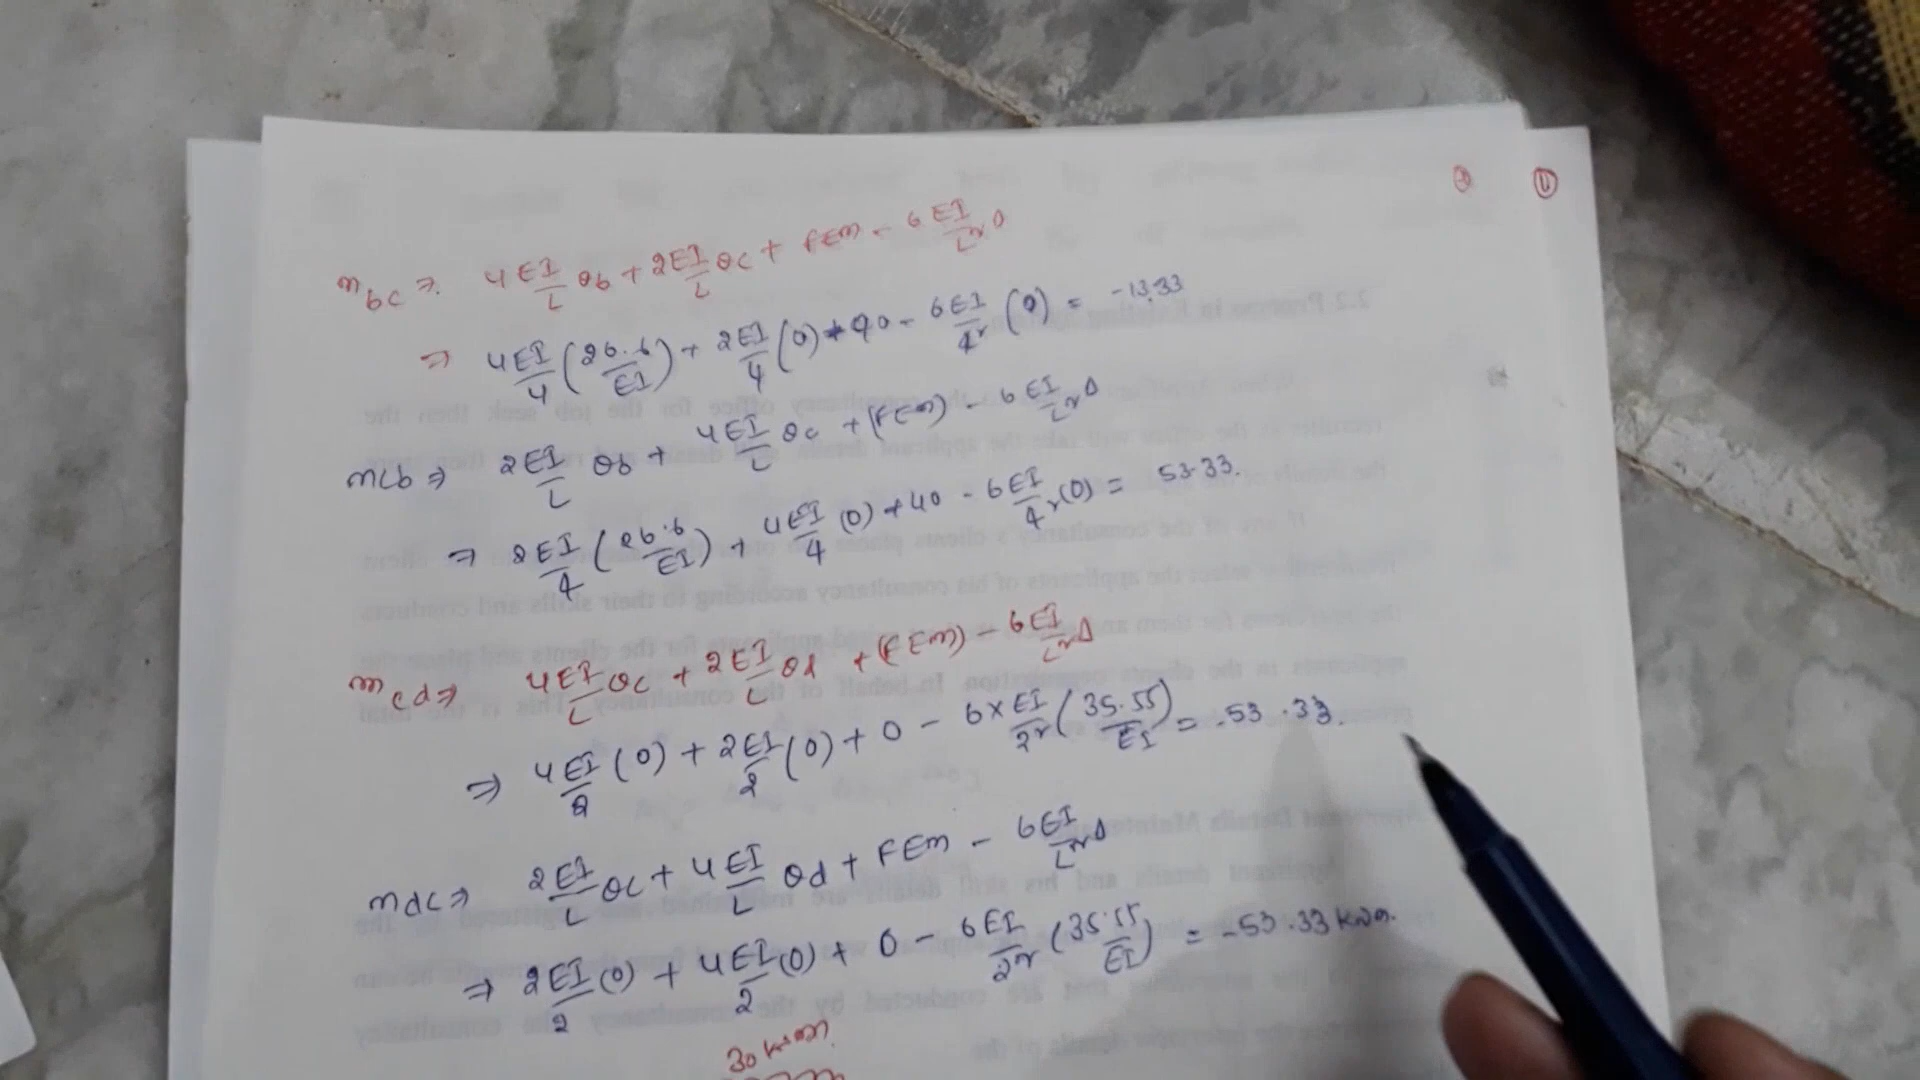 ①
mbc ⇒ 4EI/L θb + 2EI/L θc + FEM - 6EI/L² Δ
⇒ 4EI/4 (26.6/EI) + 2EI/4 (0) - 40 - 6EI/4² (0) = -13.33
mcb ⇒ 2EI/L θb + 4EI/L θc + (FEM) - 6EI/L² Δ
⇒ 2EI/4 (26.6/EI) + 4EI/4 (0) + 40 - 6EI/4² (0) = 53.33.
mcd ⇒ 4EI/L θc + 2EI/L θd + (FEM) - 6EI/L² Δ
⇒ 4EI/2 (0) + 2EI/2 (0) + 0 - 6×EI/2² (35.55/EI) = -53.33.
mdc ⇒ 2EI/L θc + 4EI/L θd + FEM - 6EI/L² Δ
⇒ 2EI/2 (0) + 4EI/2 (0) + 0 - 6EI/2² (35.55/EI) = -53.33 kNm.